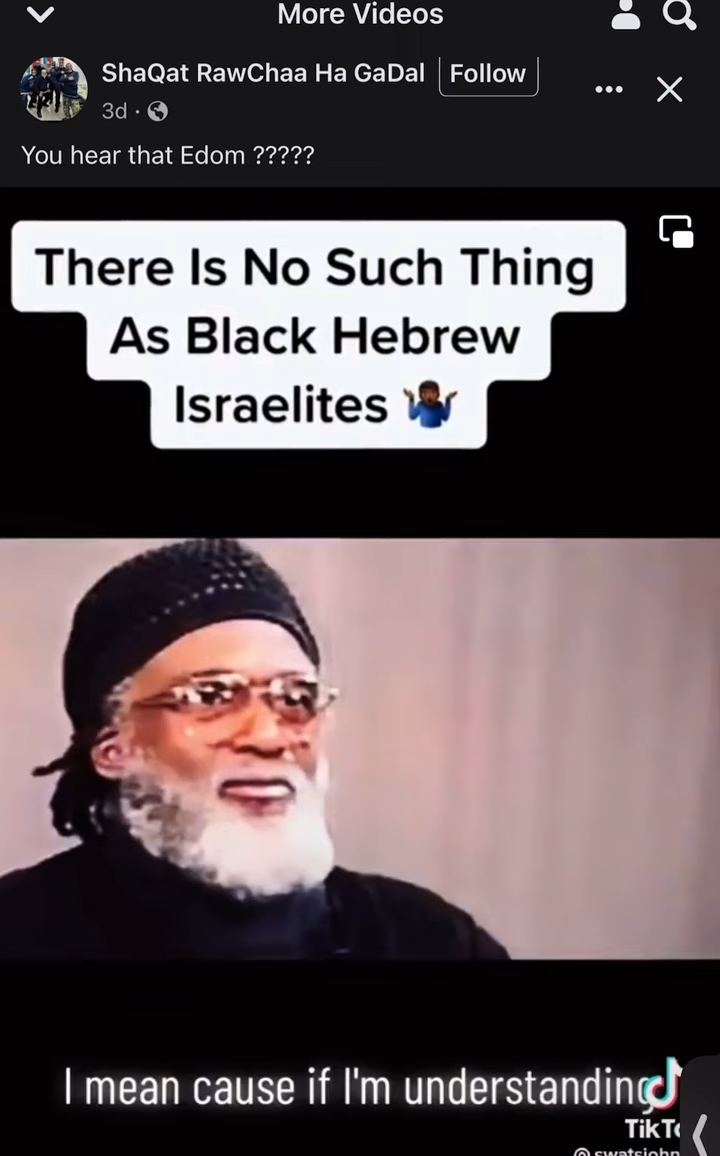 More Videos
ShaQat RawChaa Ha GaDal Follow
3d
You hear that Edom ?????
There Is No Such Thing
As Black Hebrew
Israelites 🤷🏾‍♂️
I mean cause if I'm understanding
TikTo